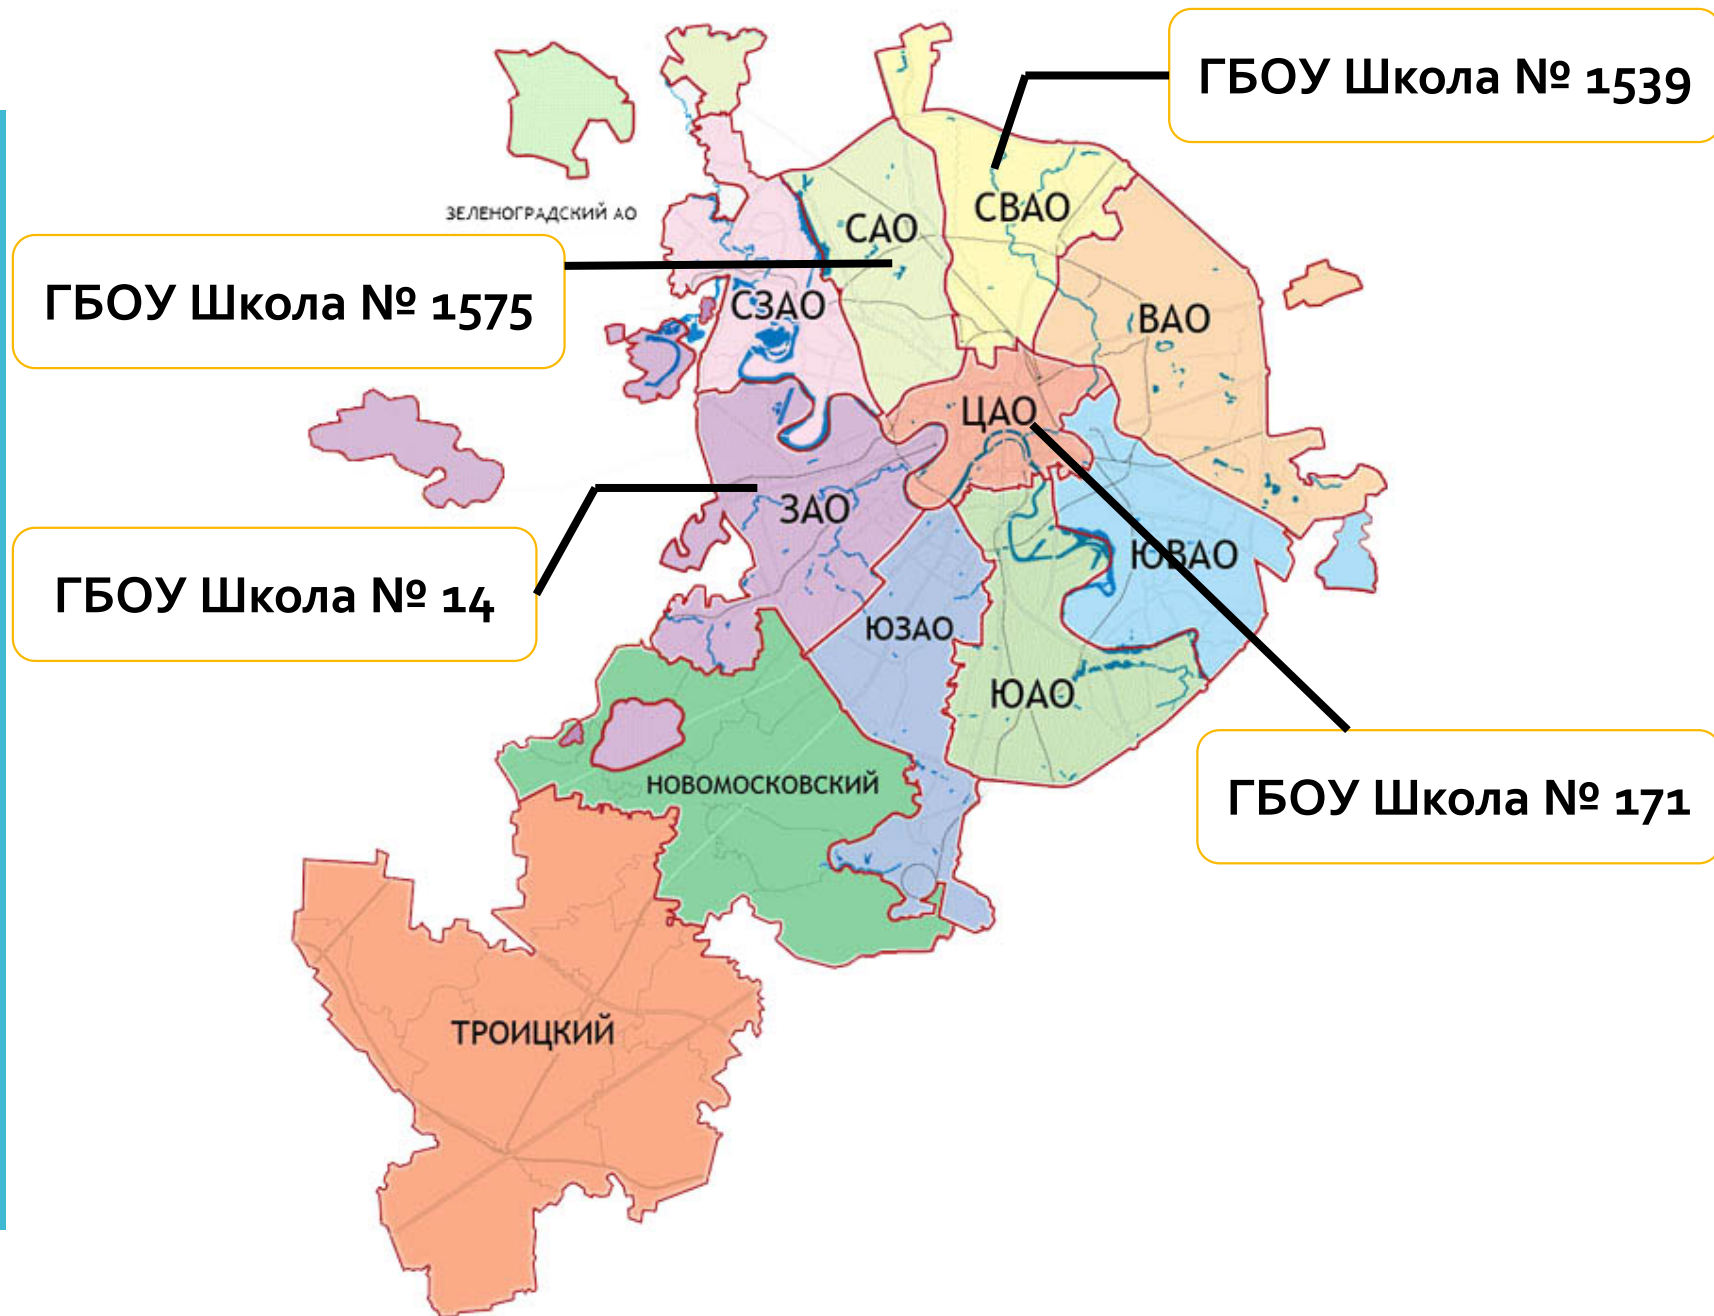 ГБОУ Школа № 1539
ЗЕЛЕНОГРАДСКИЙ АО
САО
СВАО
ГБОУ Школа № 1575
СЗАО
ВАО
ЦАО
ЗАО
ЮВАО
ГБОУ Школа № 14
ЮЗАО
ЮАО
НОВОМОСКОВСКИЙ
ГБОУ Школа № 171
ТРОИЦКИЙ